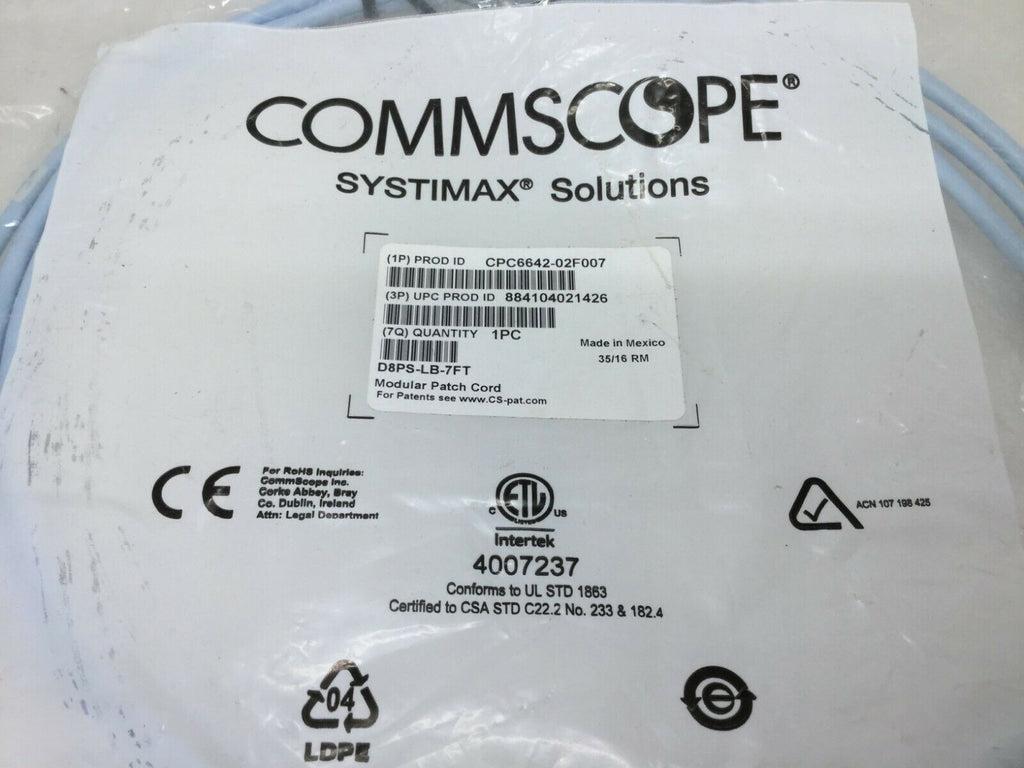 COMMSCOPE®
SYSTIMAX® Solutions
(1P) PROD ID CPC6642-02F007
(3P) UPC PROD ID 884104021426
(7Q) QUANTITY 1PC
Made in Mexico
35/16 RM
D8PS-LB-7FT
Modular Patch Cord
For Patents see www.CS-pat.com
CE
For RoHS Inquiries:
CommScope Inc.
Corke Abbey, Bray
Co. Dublin, Ireland
Attn: Legal Department
C ETL US
Intertek
4007237
Conforms to UL STD 1863
Certified to CSA STD C22.2 No. 233 & 182.4
ACN 107 198 425
04
LDPE
e